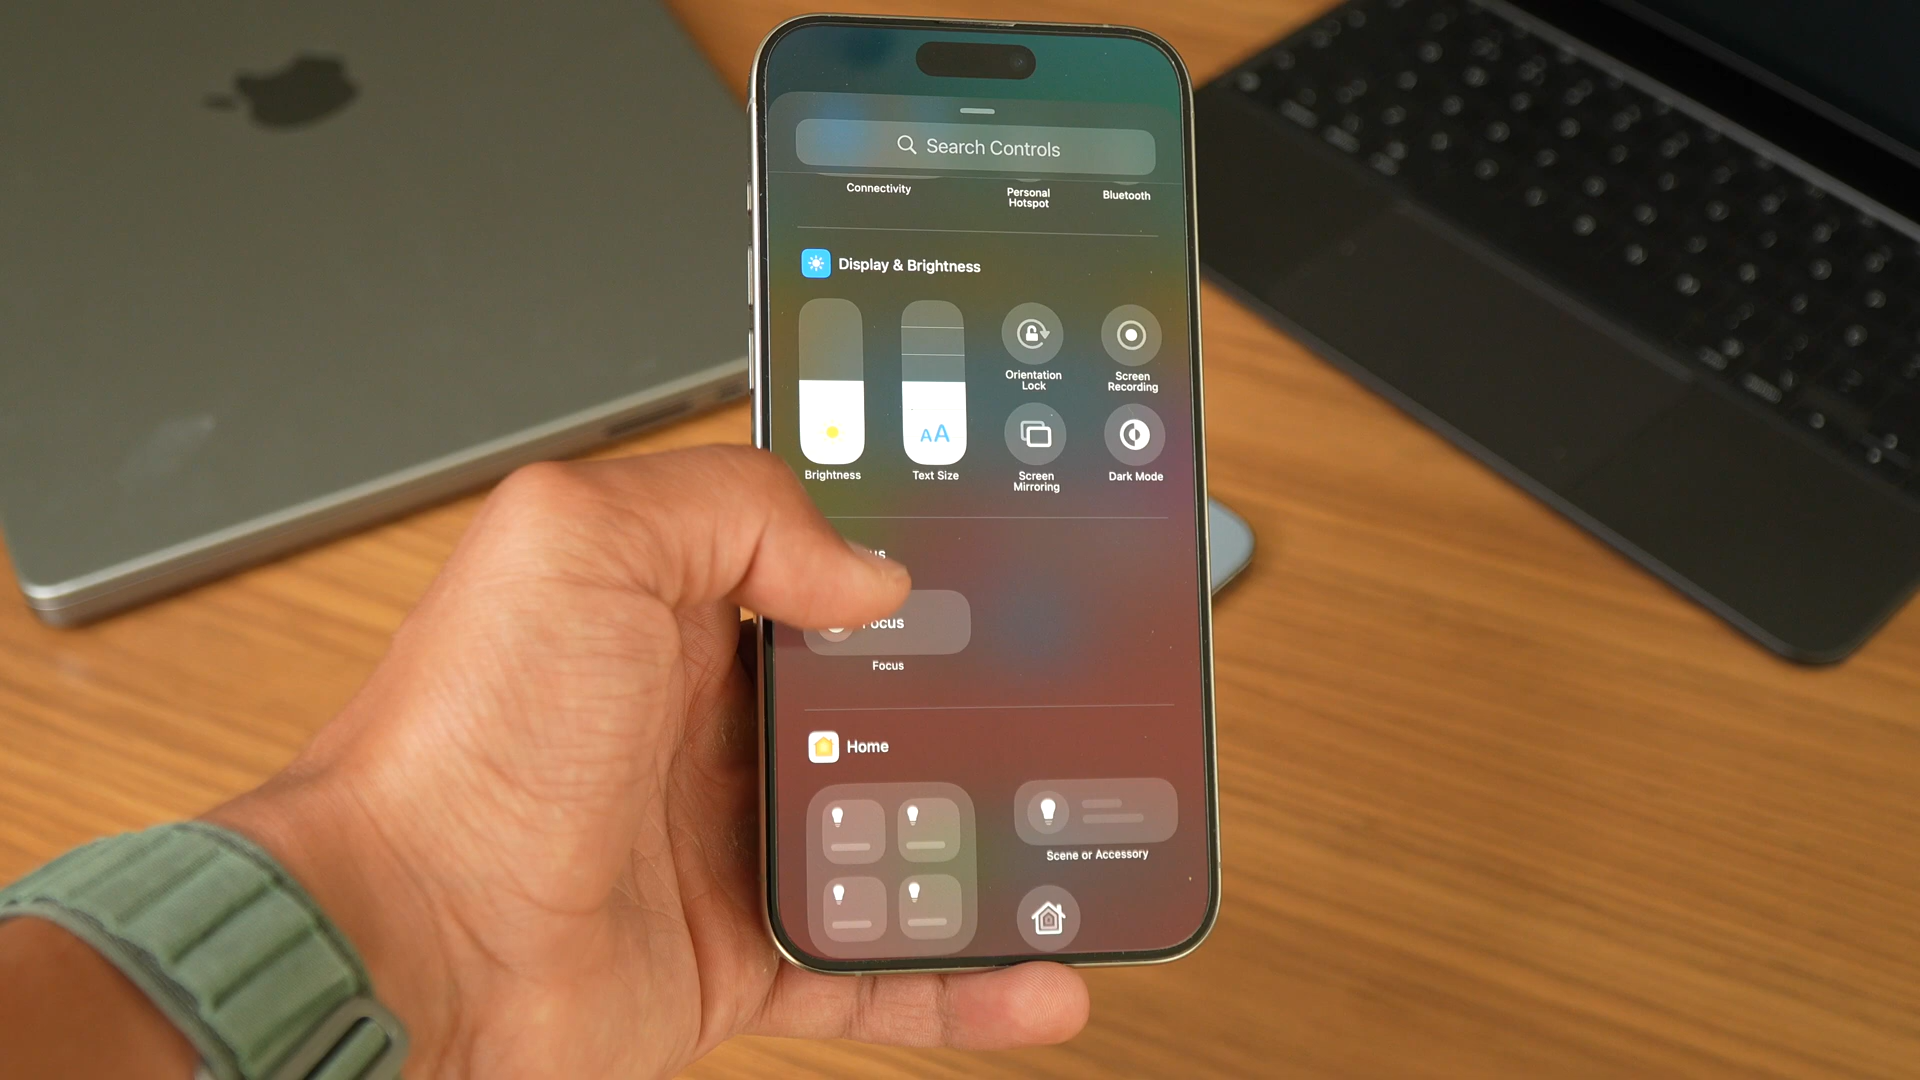 Search Controls
Connectivity
Personal
Hotspot
Bluetooth
Display & Brightness
AA
Brightness
Text Size
Orientation
Lock
Screen
Recording
Screen
Mirroring
Dark Mode
Focus
Home
Scene or Accessory